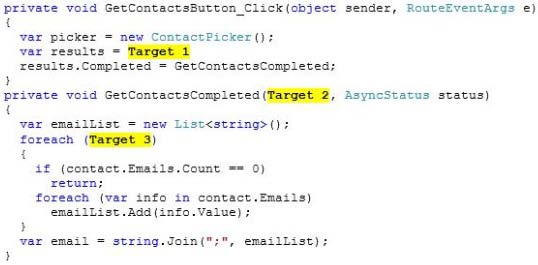 private void GetContactsButton_Click(object sender, RouteEventArgs e)
{
var picker = new ContactPicker();
var results = Target 1
results.Completed = GetContactsCompleted;
}
private void GetContactsCompleted(Target 2, AsyncStatus status)
{
var emailList = new List<string>();
foreach (Target 3)
{
if (contact.Emails.Count == 0)
return;
foreach (var info in contact.Emails)
emailList.Add(info.Value);
}
var email = string.Join(";", emailList);
}